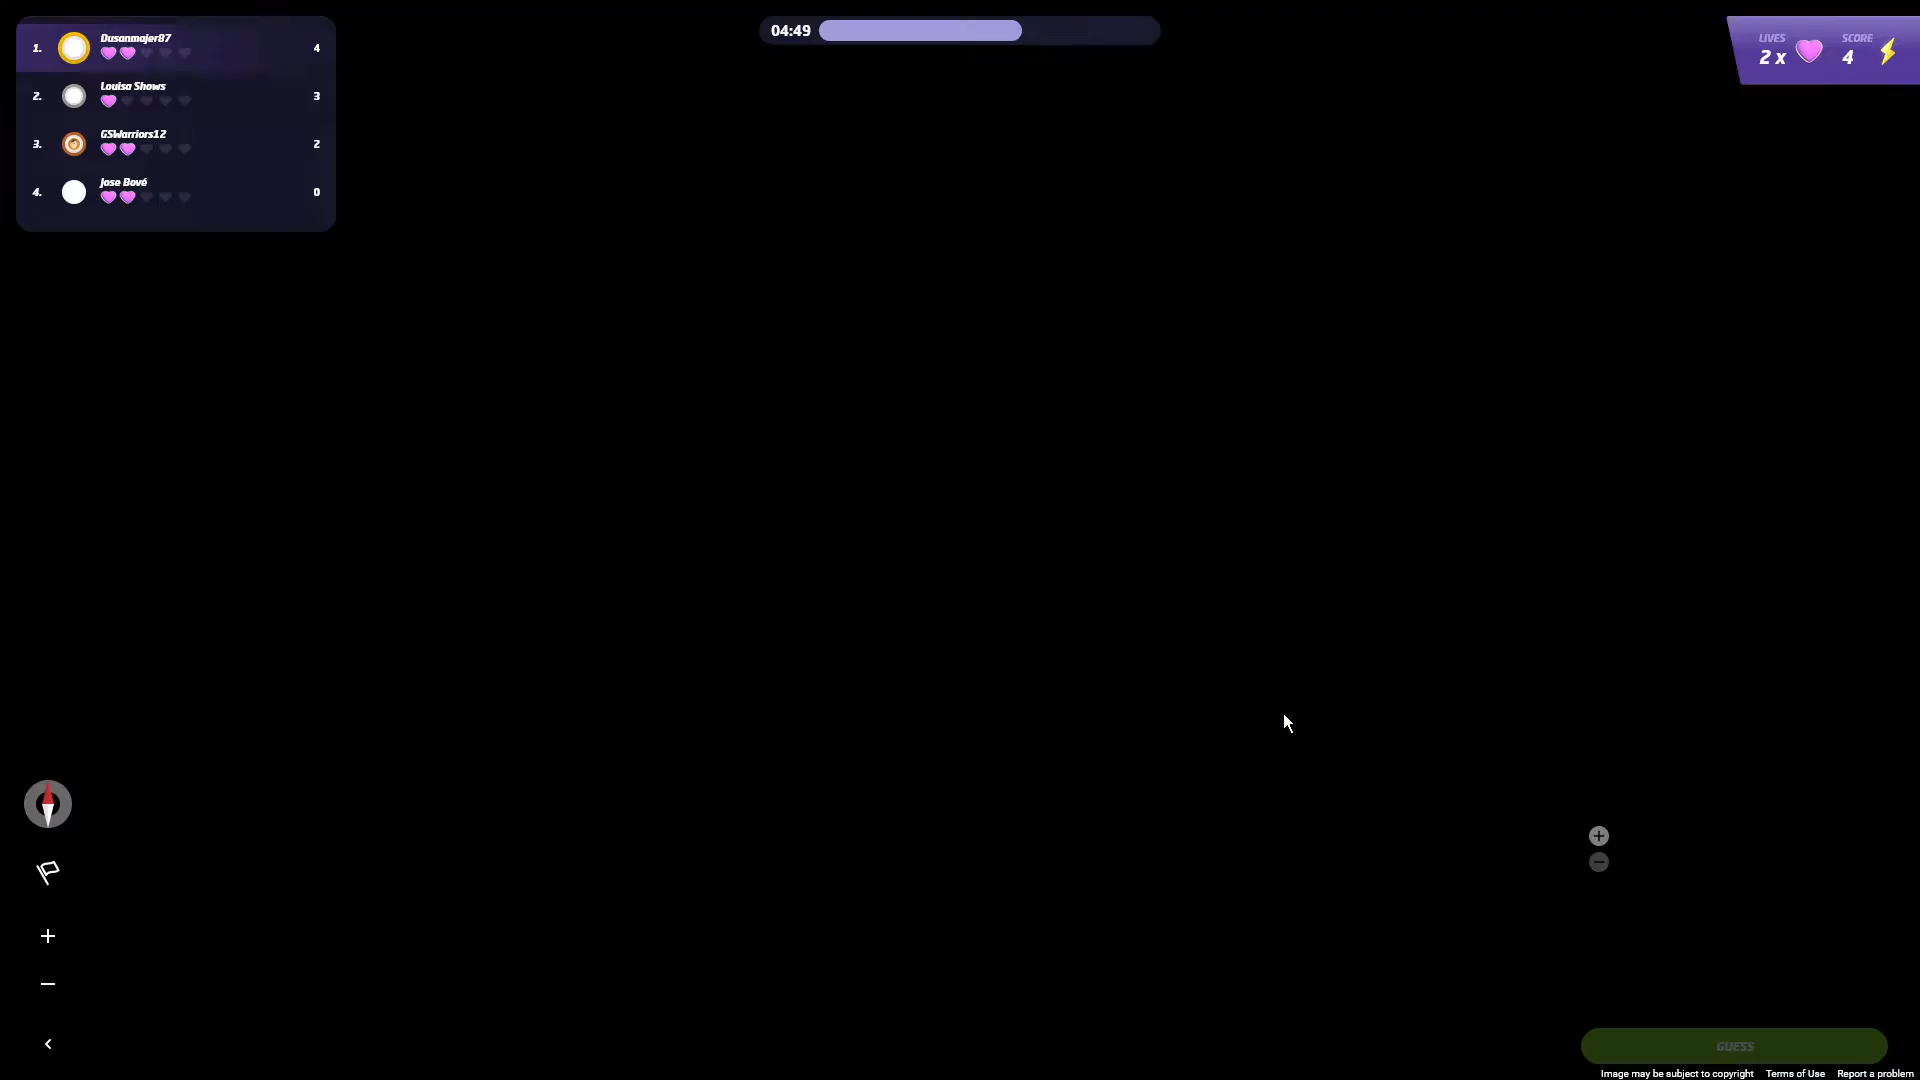 1.
Dusanmajer87
4
2.
Louisa Shows
3
3.
GSWarriors12
2
4.
Jose Bové
0
04:49
LIVES SCORE
2 x 4
GUESS
Image may be subject to copyright Terms of Use Report a problem